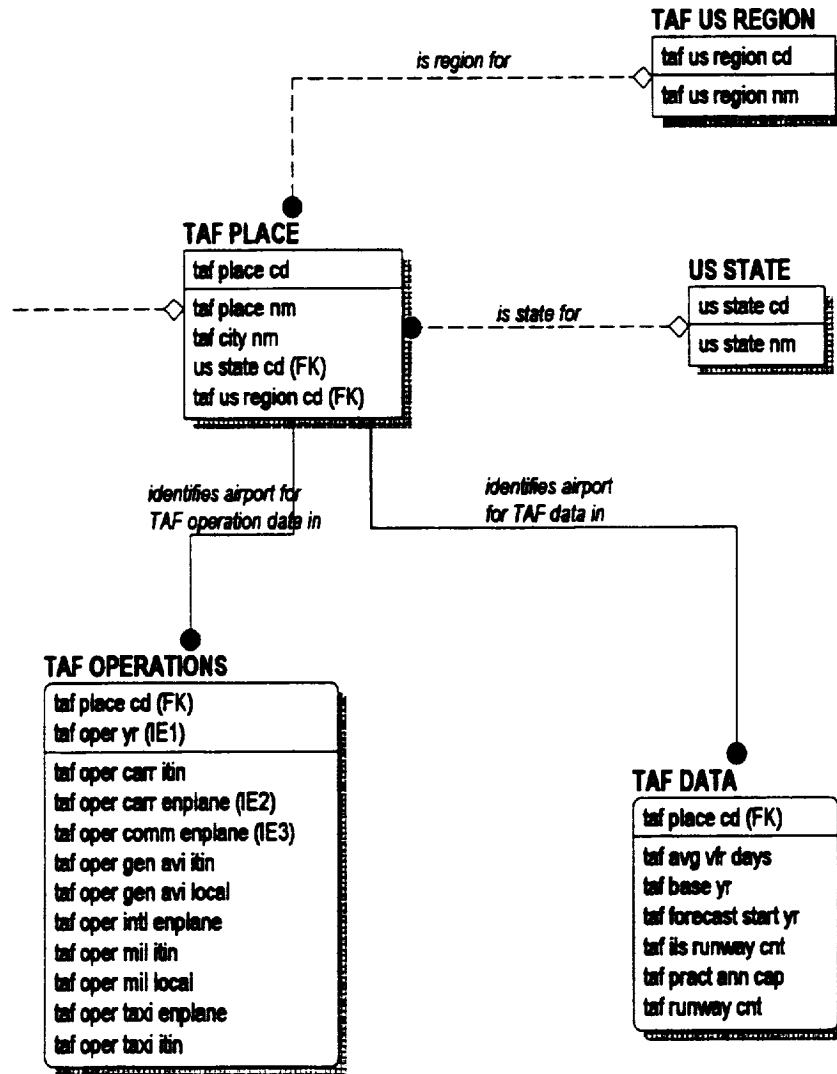 TAF US REGION
taf us region cd
taf us region nm
is region for
TAF PLACE
taf place cd
taf place nm
taf city nm
us state cd (FK)
taf us region cd (FK)
is state for
US STATE
us state cd
us state nm
identifies airport for
TAF operation data in
identifies airport
for TAF data in
TAF OPERATIONS
taf place cd (FK)
taf oper yr (IE1)
taf oper carr itin
taf oper carr enplane (IE2)
taf oper comm enplane (IE3)
taf oper gen avi itin
taf oper gen avi local
taf oper intl enplane
taf oper mil itin
taf oper mil local
taf oper taxi enplane
taf oper taxi itin
TAF DATA
taf place cd (FK)
taf avg vfr days
taf base yr
taf forecast start yr
taf ils runway cnt
taf pract ann cap
taf runway cnt